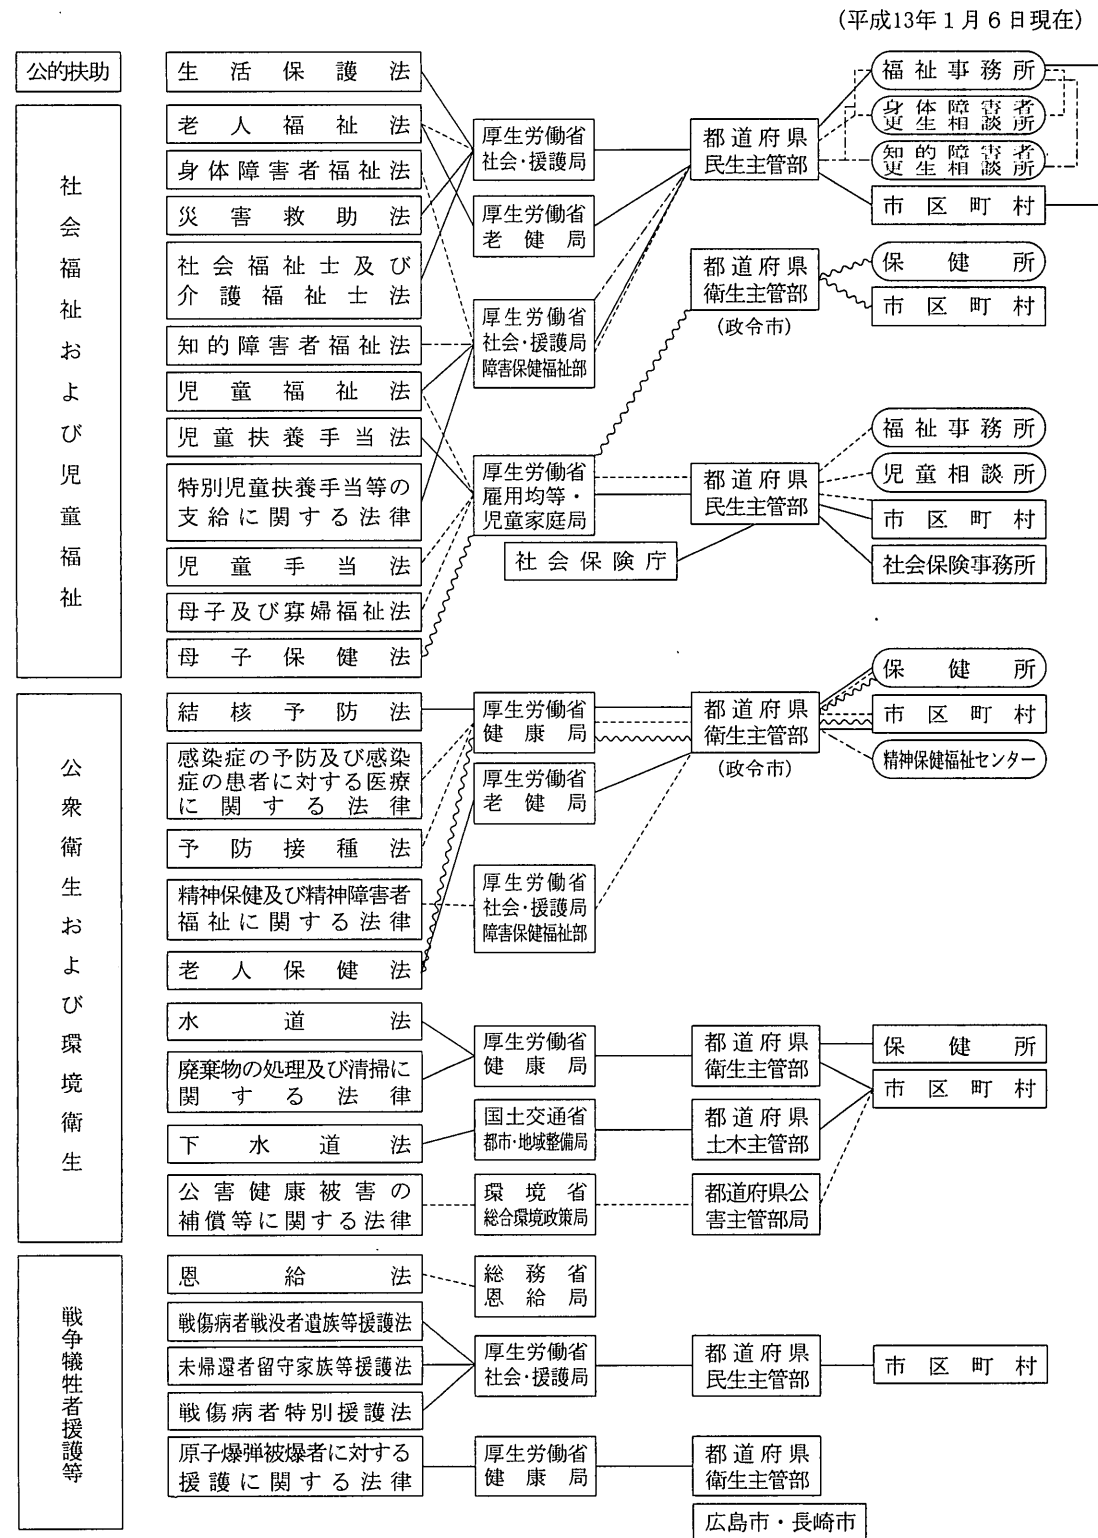 (平成13年1月6日現在)
公的扶助
社会福祉および児童福祉
公衆衛生および環境衛生
戦争犠牲者援護等
生活保護法
老人福祉法
身体障害者福祉法
災害救助法
社会福祉士及び
介護福祉士法
知的障害者福祉法
児童福祉法
児童扶養手当法
特別児童扶養手当等の
支給に関する法律
児童手当法
母子及び寡婦福祉法
母子保健法
結核予防法
感染症の予防及び感染
症の患者に対する医療
に関する法律
予防接種法
精神保健及び精神障害者
福祉に関する法律
老人保健法
水道法
廃棄物の処理及び清掃に
関する法律
下水道法
公害健康被害の
補償等に関する法律
恩給法
戦傷病者戦没者遺族等援護法
未帰還者留守家族等援護法
戦傷病者特別援護法
原子爆弾被爆者に対する
援護に関する法律
厚生労働省
社会・援護局
厚生労働省
老健局
厚生労働省
社会・援護局
障害保健福祉部
厚生労働省
雇用均等・
児童家庭局
社会保険庁
厚生労働省
健康局
厚生労働省
老健局
厚生労働省
社会・援護局
障害保健福祉部
厚生労働省
健康局
国土交通省
都市・地域整備局
環境省
総合環境政策局
総務省
恩給局
厚生労働省
社会・援護局
厚生労働省
健康局
都道府県
民生主管部
都道府県
衛生主管部
(政令市)
都道府県
民生主管部
都道府県
衛生主管部
(政令市)
都道府県
衛生主管部
都道府県
土木主管部
都道府県公
害主管部局
都道府県
民生主管部
都道府県
衛生主管部
広島市・長崎市
福祉事務所
身体障害者
更生相談所
知的障害者
更生相談所
市区町村
保健所
市区町村
福祉事務所
児童相談所
市区町村
社会保険事務所
保健所
市区町村
精神保健福祉センター
保健所
市区町村
市区町村